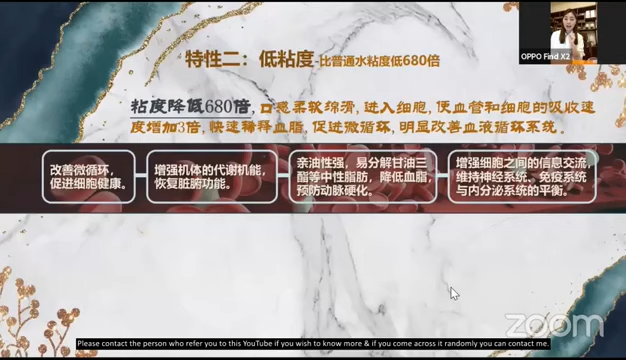 特性二：低粘度-比普通水粘度低680倍
OPPO Find X2
粘度降低680倍，口感柔软绵滑，进入细胞，使血管和细胞的吸收速
度增加3倍，快速稀释血脂，促进微循环，明显改善血液循环系统。
改善微循环，
促进细胞健康。
增强机体的代谢机能，
恢复脏腑功能。
亲油性强，易分解甘油三
酯等中性脂肪，降低血脂，
预防动脉硬化。
增强细胞之间的信息交流，
维持神经系统、免疫系统
与内分泌系统的平衡。
zoom
Please contact the person who refer you to this YouTube if you wish to know more & if you come across it randomly you can contact me.